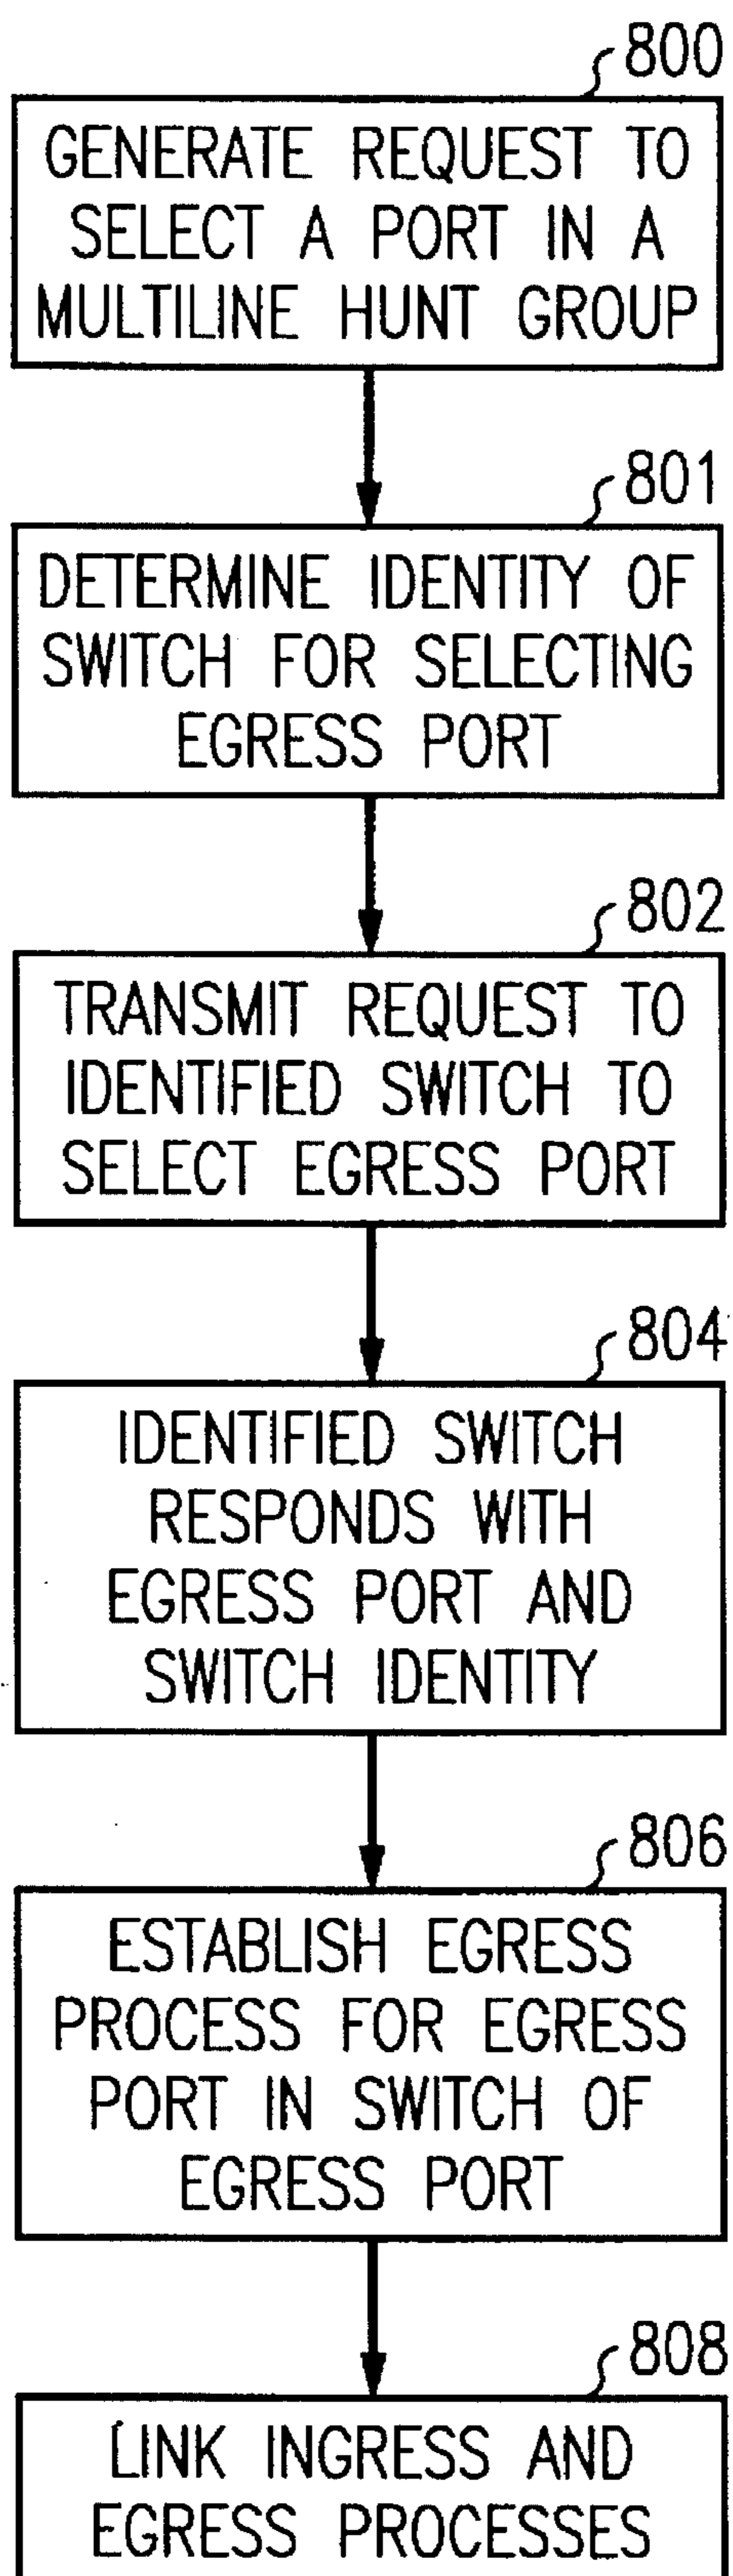 800
GENERATE REQUEST TO
SELECT A PORT IN A
MULTILINE HUNT GROUP
801
DETERMINE IDENTITY OF
SWITCH FOR SELECTING
EGRESS PORT
802
TRANSMIT REQUEST TO
IDENTIFIED SWITCH TO
SELECT EGRESS PORT
804
IDENTIFIED SWITCH
RESPONDS WITH
EGRESS PORT AND
SWITCH IDENTITY
806
ESTABLISH EGRESS
PROCESS FOR EGRESS
PORT IN SWITCH OF
EGRESS PORT
808
LINK INGRESS AND
EGRESS PROCESSES